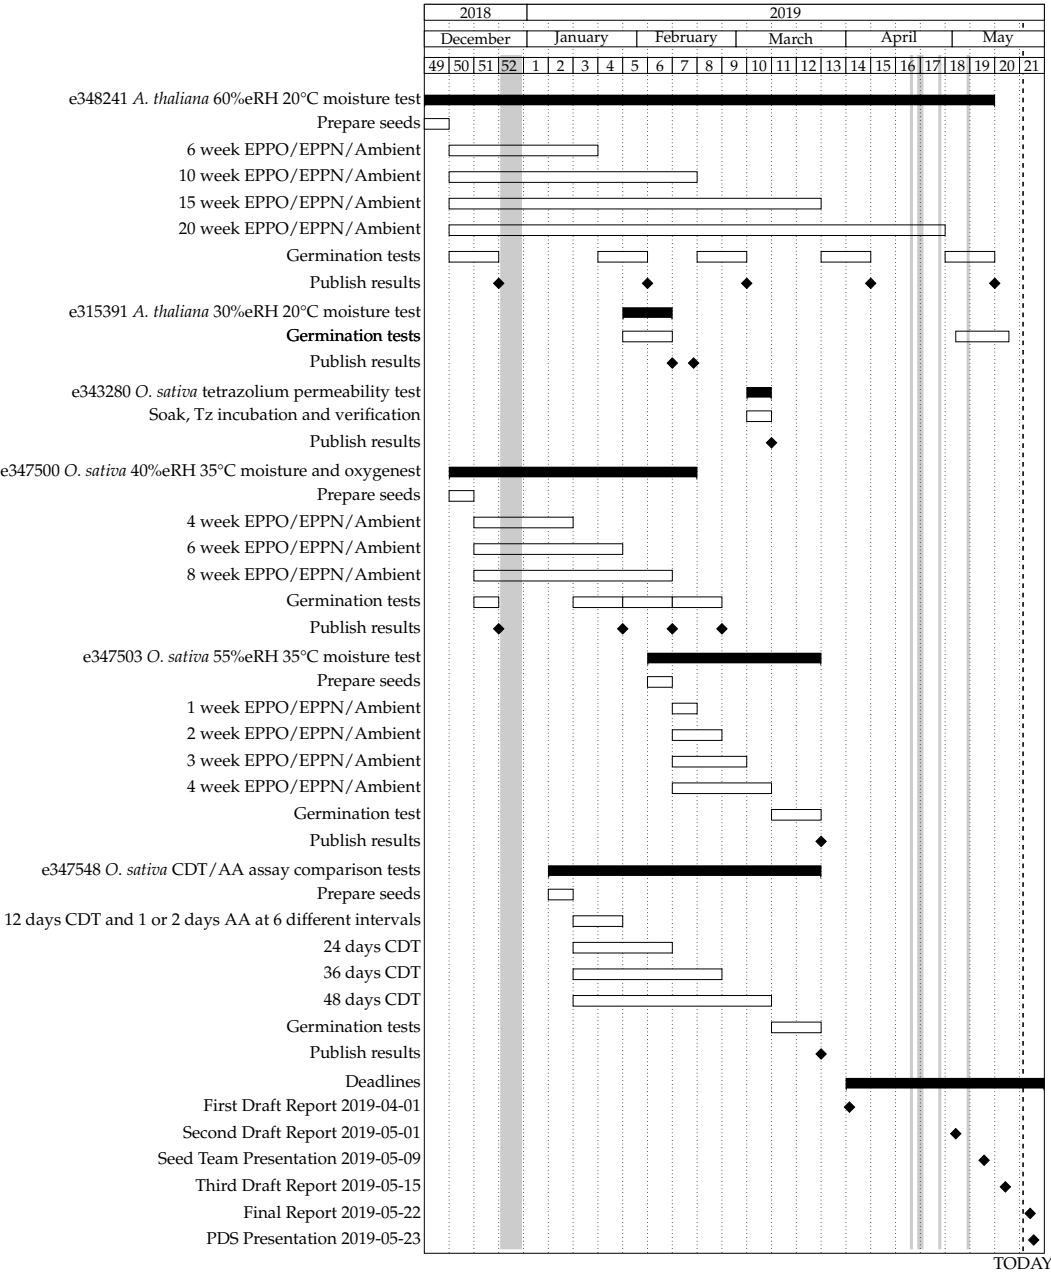 2018 2019
December January February March April May
49 50 51 52 1 2 3 4 5 6 7 8 9 10 11 12 13 14 15 16 17 18 19 20 21
e348241 A. thaliana 60%eRH 20°C moisture test
Prepare seeds
6 week EPPO/EPPN/Ambient
10 week EPPO/EPPN/Ambient
15 week EPPO/EPPN/Ambient
20 week EPPO/EPPN/Ambient
Germination tests
Publish results
e315391 A. thaliana 30%eRH 20°C moisture test
Germination tests
Publish results
e343280 O. sativa tetrazolium permeability test
Soak, Tz incubation and verification
Publish results
e347500 O. sativa 40%eRH 35°C moisture and oxygenest
Prepare seeds
4 week EPPO/EPPN/Ambient
6 week EPPO/EPPN/Ambient
8 week EPPO/EPPN/Ambient
Germination tests
Publish results
e347503 O. sativa 55%eRH 35°C moisture test
Prepare seeds
1 week EPPO/EPPN/Ambient
2 week EPPO/EPPN/Ambient
3 week EPPO/EPPN/Ambient
4 week EPPO/EPPN/Ambient
Germination test
Publish results
e347548 O. sativa CDT/AA assay comparison tests
Prepare seeds
12 days CDT and 1 or 2 days AA at 6 different intervals
24 days CDT
36 days CDT
48 days CDT
Germination tests
Publish results
Deadlines
First Draft Report 2019-04-01
Second Draft Report 2019-05-01
Seed Team Presentation 2019-05-09
Third Draft Report 2019-05-15
Final Report 2019-05-22
PDS Presentation 2019-05-23
TODAY